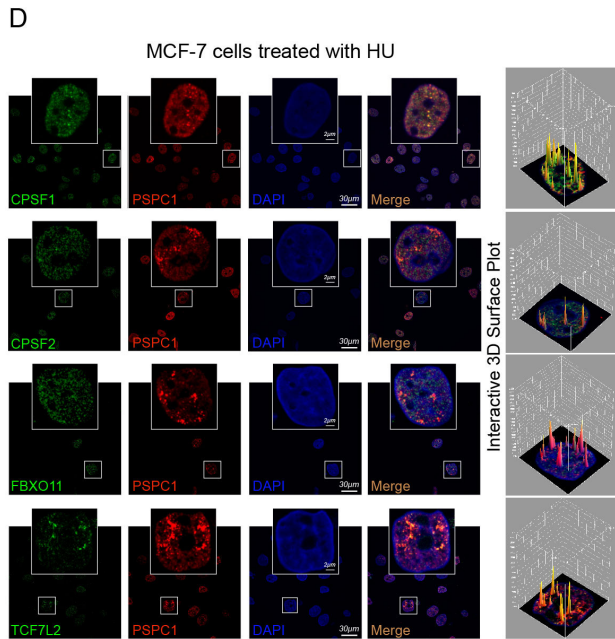 D
MCF-7 cells treated with HU
CPSF1
PSPC1
2µm
DAPI
30µm
Merge
CPSF2
PSPC1
2µm
DAPI
30µm
Merge
FBXO11
PSPC1
2µm
DAPI
30µm
Merge
TCF7L2
PSPC1
2µm
DAPI
30µm
Merge
Interactive 3D Surface Plot